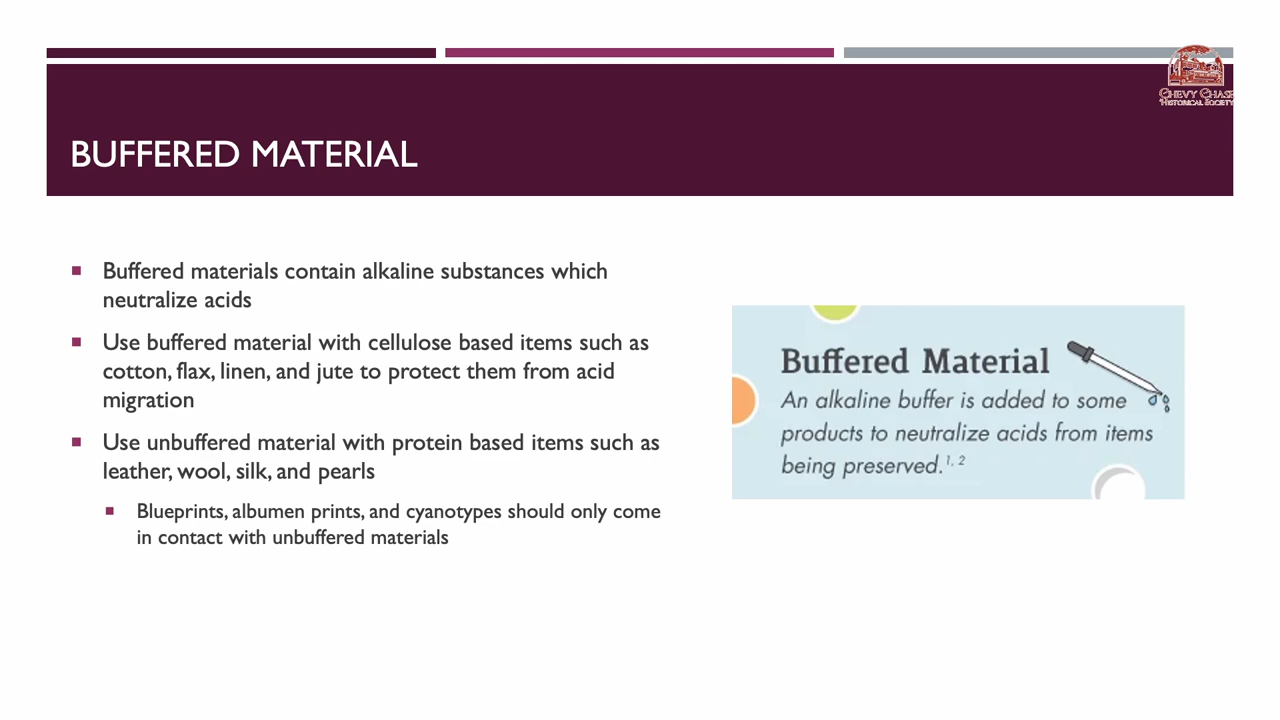 CHEVY CHASE
HISTORICAL SOCIETY
BUFFERED MATERIAL
Buffered materials contain alkaline substances which
neutralize acids
Use buffered material with cellulose based items such as
cotton, flax, linen, and jute to protect them from acid
migration
Use unbuffered material with protein based items such as
leather, wool, silk, and pearls
Blueprints, albumen prints, and cyanotypes should only come
in contact with unbuffered materials
Buffered Material
An alkaline buffer is added to some
products to neutralize acids from items
being preserved.1, 2